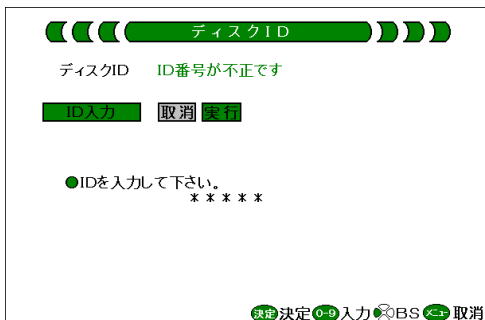 ディスクID
ディスクID ID番号が不正です
ID入力 取消 実行
●IDを入力して下さい。
*****
決定 決定 0-9 入力 BS メニュー 取消